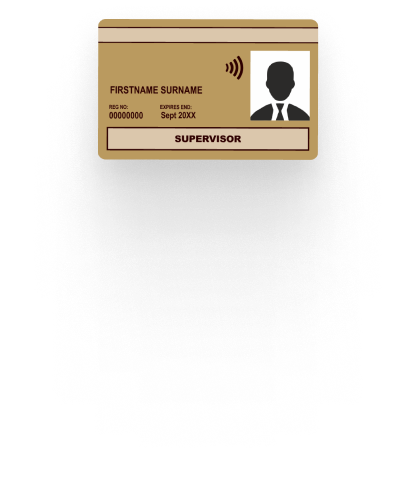 FIRSTNAME SURNAME
REG NO: EXPIRES END:
00000000 Sept 20XX
SUPERVISOR